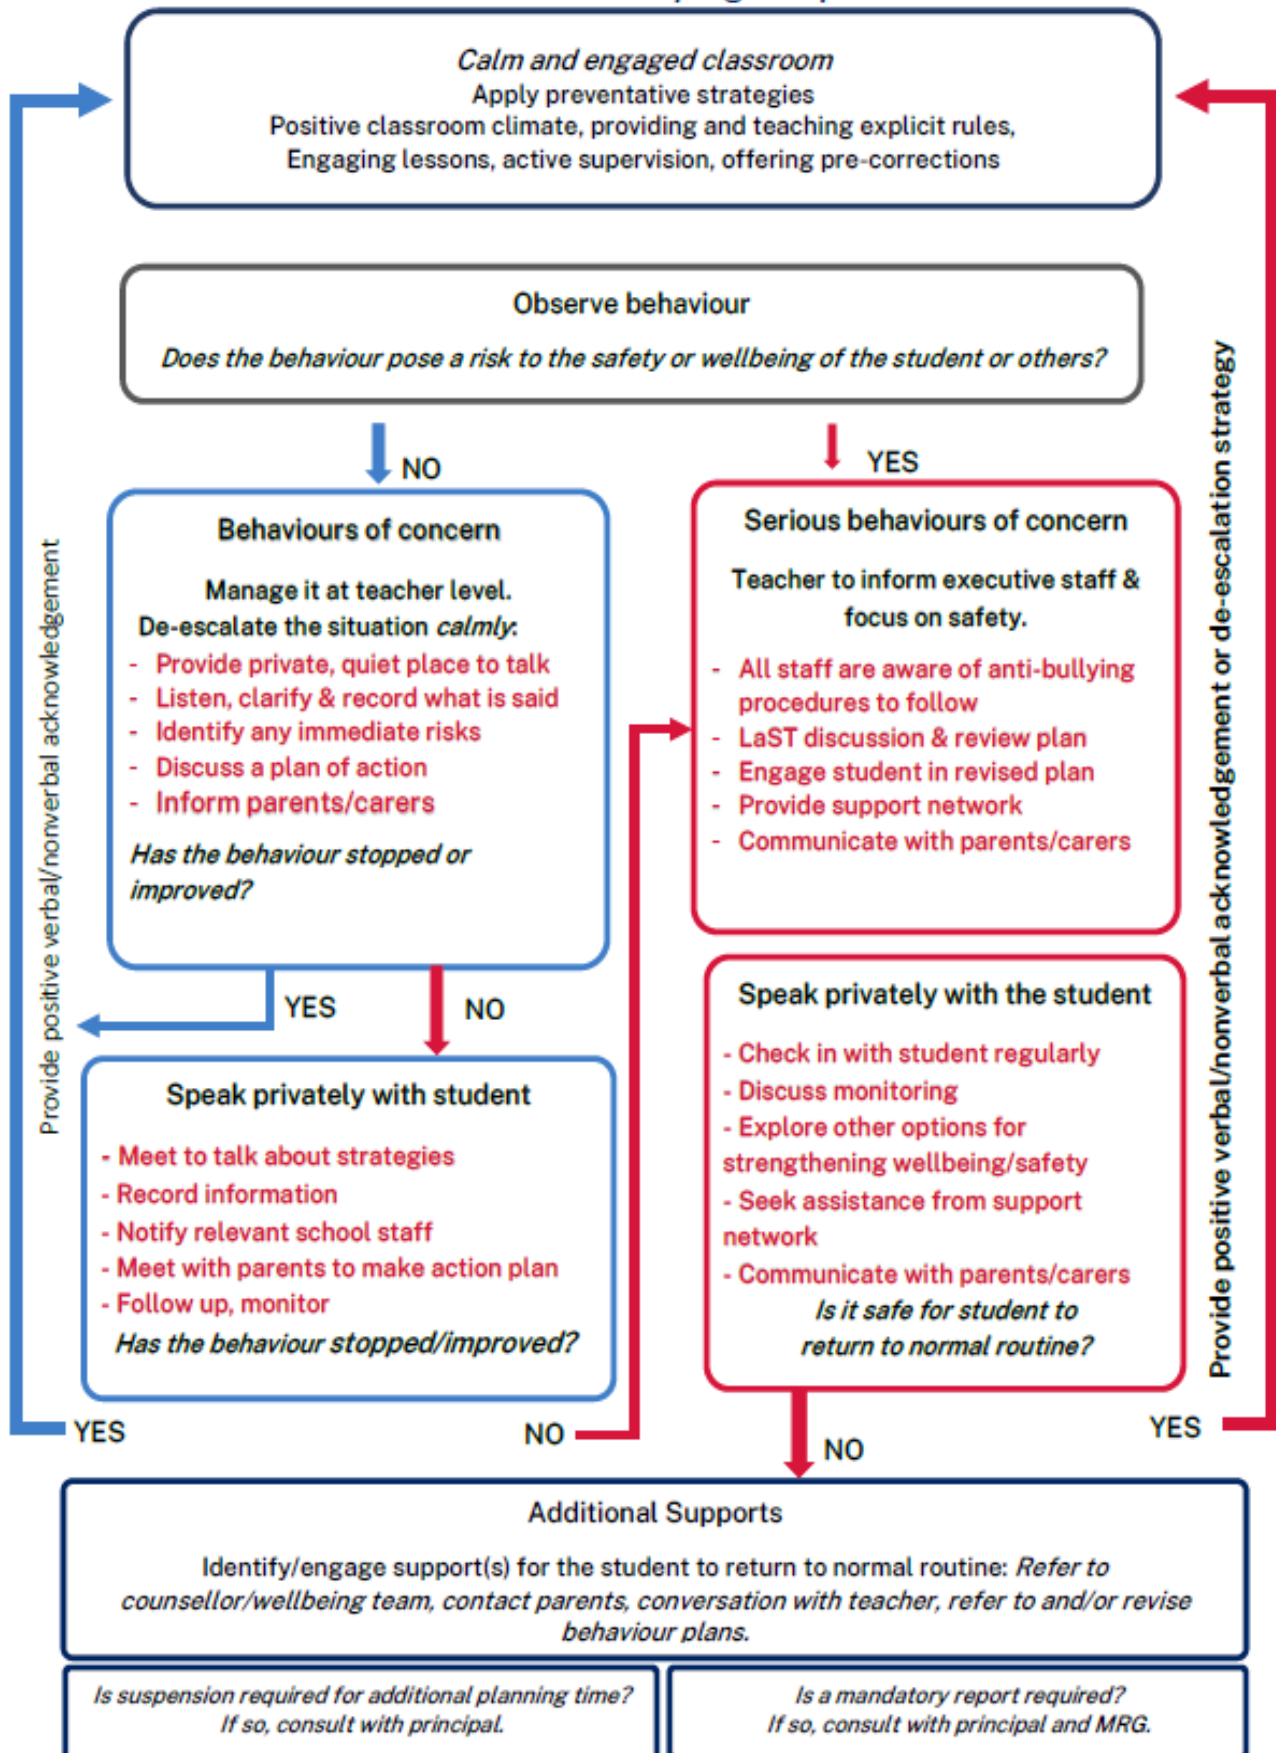 Calm and engaged classroom
Apply preventative strategies
Positive classroom climate, providing and teaching explicit rules,
Engaging lessons, active supervision, offering pre-corrections
Observe behaviour
Does the behaviour pose a risk to the safety or wellbeing of the student or others?
NO
YES
Behaviours of concern
Manage it at teacher level.
De-escalate the situation calmly:
- Provide private, quiet place to talk
- Listen, clarify & record what is said
- Identify any immediate risks
- Discuss a plan of action
- Inform parents/carers
Has the behaviour stopped or
improved?
Serious behaviours of concern
Teacher to inform executive staff &
focus on safety.
- All staff are aware of anti-bullying
procedures to follow
- LaST discussion & review plan
- Engage student in revised plan
- Provide support network
- Communicate with parents/carers
YES
NO
Speak privately with student
- Meet to talk about strategies
- Record information
- Notify relevant school staff
- Meet with parents to make action plan
- Follow up, monitor
Has the behaviour stopped/improved?
Speak privately with the student
- Check in with student regularly
- Discuss monitoring
- Explore other options for
strengthening wellbeing/safety
- Seek assistance from support
network
- Communicate with parents/carers
Is it safe for student to
return to normal routine?
YES
NO
NO
YES
Provide positive verbal/nonverbal acknowledgement
Provide positive verbal/nonverbal acknowledgement or de-escalation strategy
Additional Supports
Identify/engage support(s) for the student to return to normal routine: Refer to
counsellor/wellbeing team, contact parents, conversation with teacher, refer to and/or revise
behaviour plans.
Is suspension required for additional planning time?
If so, consult with principal.
Is a mandatory report required?
If so, consult with principal and MRG.